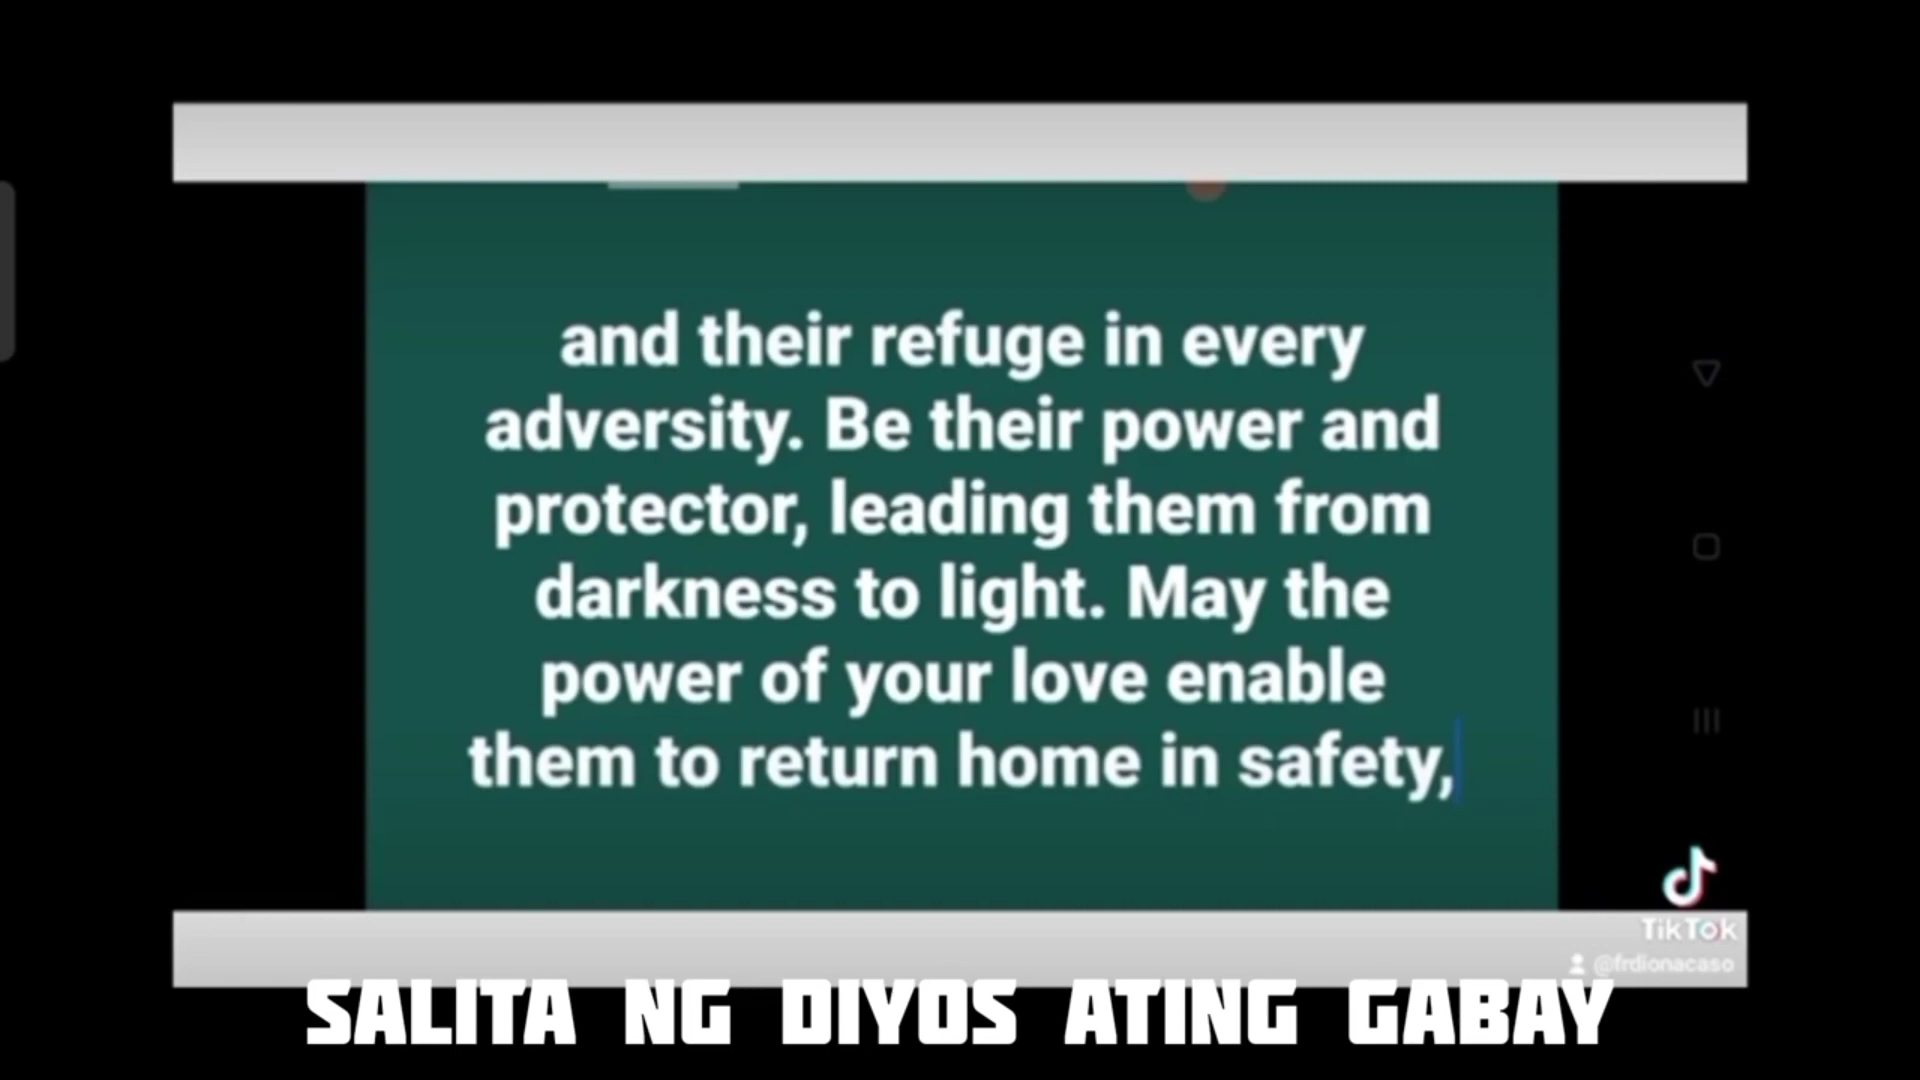 and their refuge in every
adversity. Be their power and
protector, leading them from
darkness to light. May the
power of your love enable
them to return home in safety,
TikTok
@frdionacaso
SALITA NG DIYOS ATING GABAY